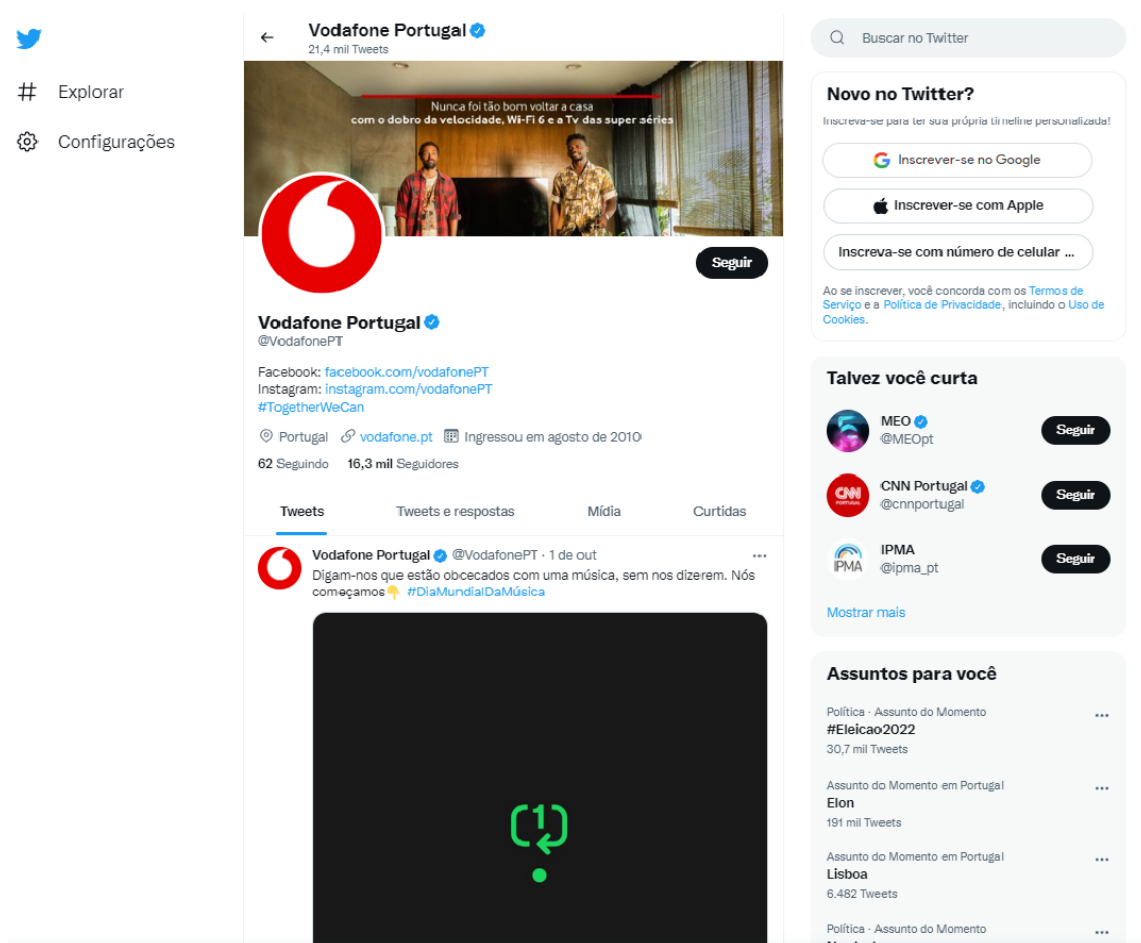 Explorar
Configurações
Vodafone Portugal
21,4 mil Tweets
Nunca foi tão bom voltar a casa
com o dobro da velocidade, Wi-Fi 6 e a Tv das super séries
Seguir
Vodafone Portugal
@VodafonePT
Facebook: facebook.com/vodafonePT
Instagram: instagram.com/vodafonePT
#TogetherWeCan
Portugal vodafone.pt Ingressou em agosto de 2010
62 Seguindo 16,3 mil Seguidores
Tweets Tweets e respostas Mídia Curtidas
Vodafone Portugal @VodafonePT · 1 de out
Digam-nos que estão obcecados com uma música, sem nos dizerem. Nós
começamos👇 #DiaMundialDaMúsica
1
Buscar no Twitter
Novo no Twitter?
Inscreva-se para ter sua própria timeline personalizada!
Inscrever-se no Google
Inscrever-se com Apple
Inscreva-se com número de celular ...
Ao se inscrever, você concorda com os Termos de
Serviço e a Política de Privacidade, incluindo o Uso de
Cookies.
Talvez você curta
MEO
@MEOpt
Seguir
CNN
PORTUGAL
CNN Portugal
@cnnportugal
Seguir
IPMA
IPMA
@ipma_pt
Seguir
Mostrar mais
Assuntos para você
Política · Assunto do Momento
#Eleicao2022
30,7 mil Tweets
Assunto do Momento em Portugal
Elon
191 mil Tweets
Assunto do Momento em Portugal
Lisboa
6.482 Tweets
Política · Assunto do Momento